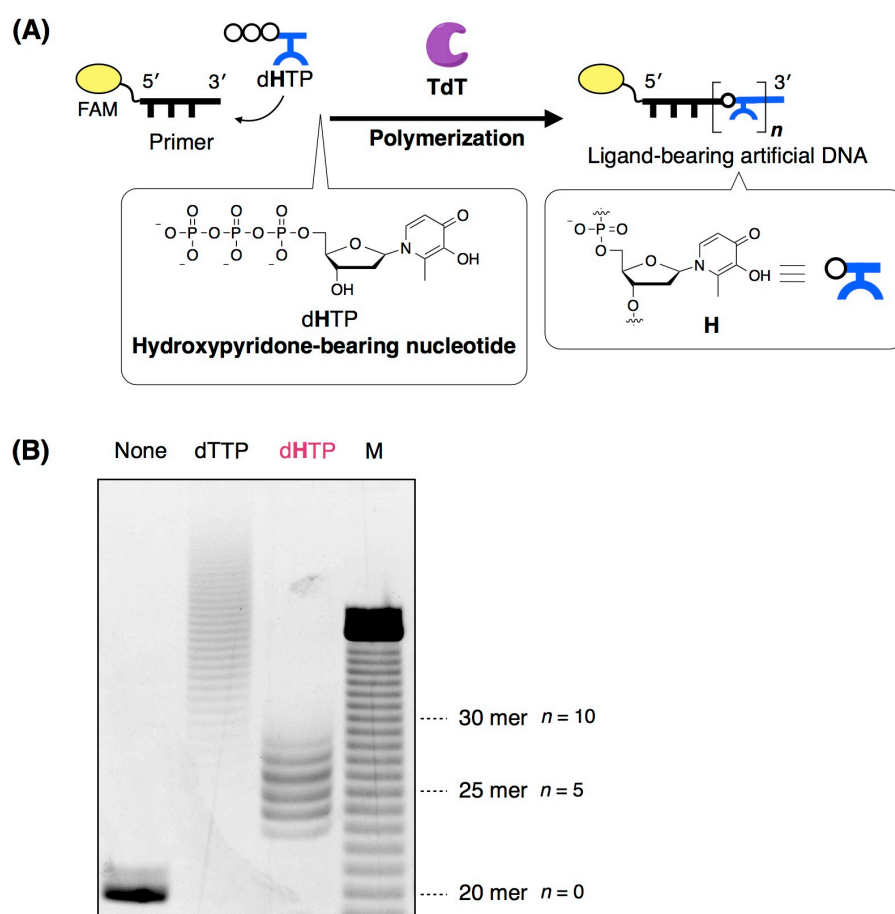 (A)
dHTP
5′ 3′
FAM
Primer
TdT
Polymerization
5′ 3′
n
Ligand-bearing artificial DNA
O O O
⁻O P O P O P O O N O
O⁻ O⁻ O⁻ OH OH
dHTP
Hydroxypyridone-bearing nucleotide
⁻O P=O
O O N O
OH
O
H
(B)
None dTTP dHTP M
30 mer n = 10
25 mer n = 5
20 mer n = 0